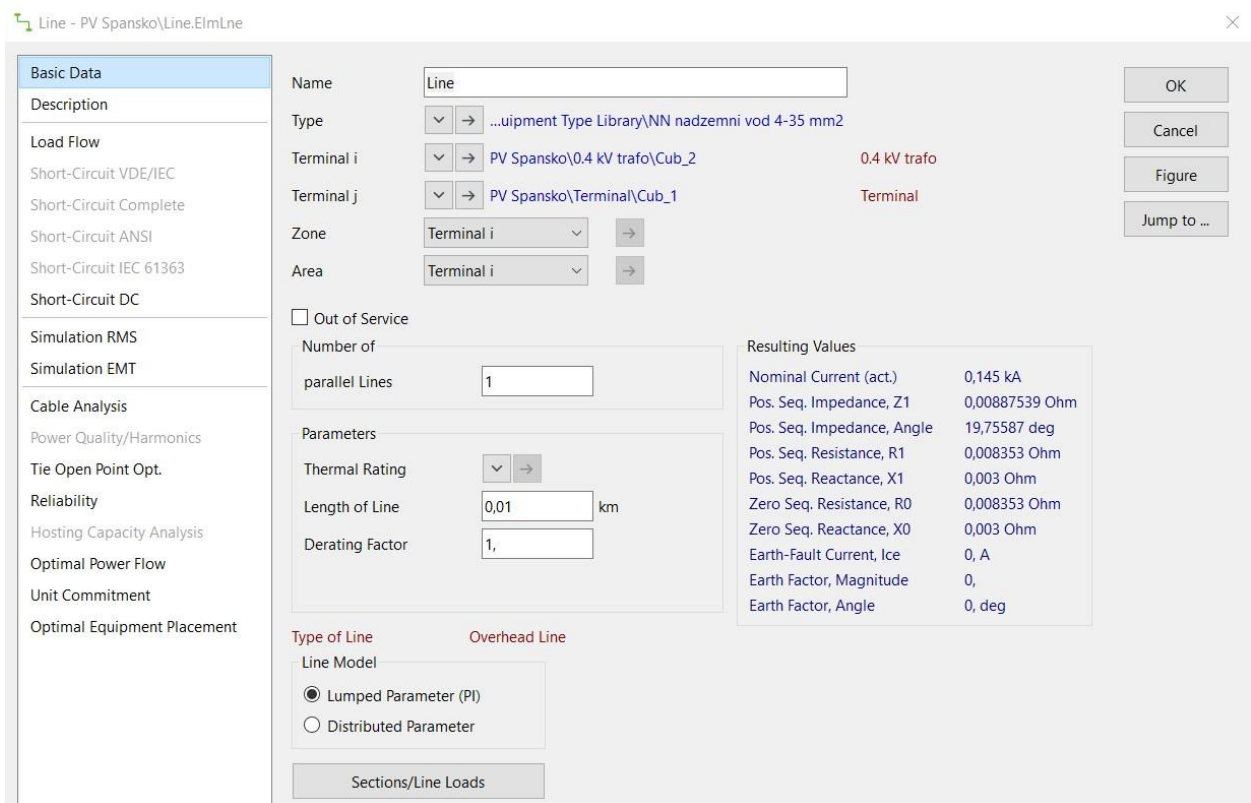 Line - PV Spansko\Line.ElmLne
Basic Data
Description
Load Flow
Short-Circuit VDE/IEC
Short-Circuit Complete
Short-Circuit ANSI
Short-Circuit IEC 61363
Short-Circuit DC
Simulation RMS
Simulation EMT
Cable Analysis
Power Quality/Harmonics
Tie Open Point Opt.
Reliability
Hosting Capacity Analysis
Optimal Power Flow
Unit Commitment
Optimal Equipment Placement
Name Line
Type ...uipment Type Library\NN nadzemni vod 4-35 mm2
Terminal i PV Spansko\0.4 kV trafo\Cub_2 0.4 kV trafo
Terminal j PV Spansko\Terminal\Cub_1 Terminal
Zone Terminal i
Area Terminal i
Out of Service
Number of
parallel Lines 1
Parameters
Thermal Rating
Length of Line 0,01 km
Derating Factor 1,
Resulting Values
Nominal Current (act.) 0,145 kA
Pos. Seq. Impedance, Z1 0,00887539 Ohm
Pos. Seq. Impedance, Angle 19,75587 deg
Pos. Seq. Resistance, R1 0,008353 Ohm
Pos. Seq. Reactance, X1 0,003 Ohm
Zero Seq. Resistance, R0 0,008353 Ohm
Zero Seq. Reactance, X0 0,003 Ohm
Earth-Fault Current, Ice 0, A
Earth Factor, Magnitude 0,
Earth Factor, Angle 0, deg
Type of Line Overhead Line
Line Model
Lumped Parameter (PI)
Distributed Parameter
Sections/Line Loads
OK
Cancel
Figure
Jump to ...